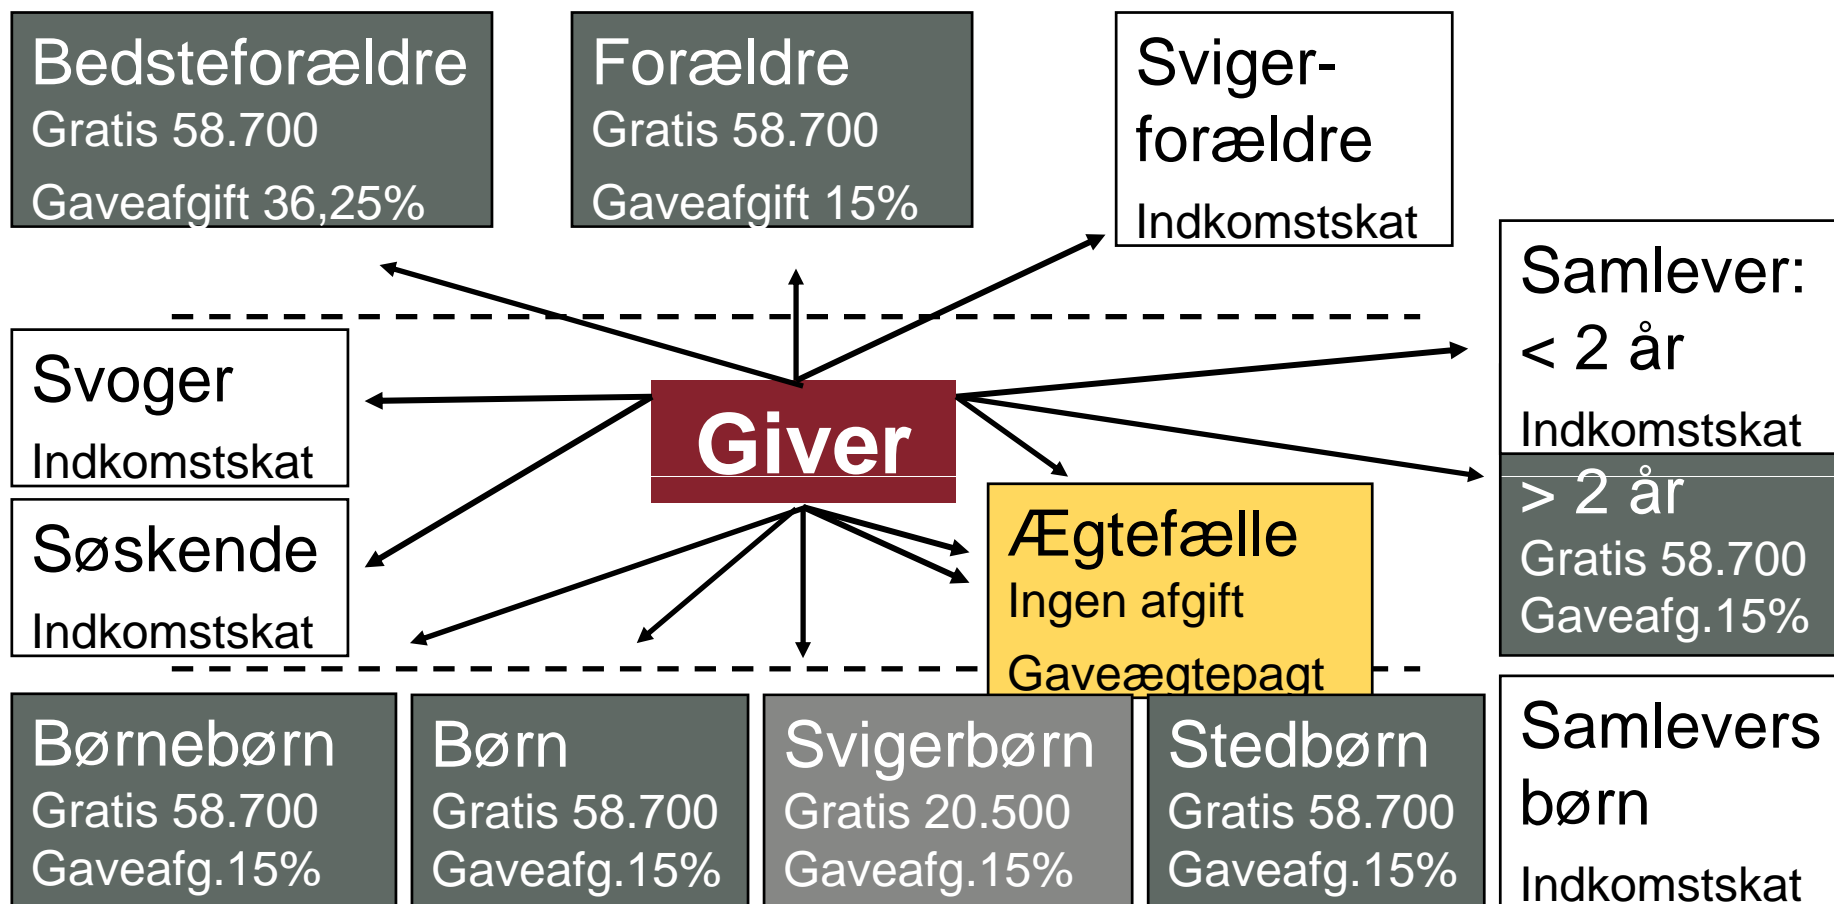 Bedsteforældre
Gratis 58.700
Gaveafgift 36,25%
Forældre
Gratis 58.700
Gaveafgift 15%
Sviger-
forældre
Indkomstskat
Samlever:
< 2 år
Indkomstskat
> 2 år
Gratis 58.700
Gaveafg.15%
Svoger
Indkomstskat
Giver
Søskende
Indkomstskat
Ægtefælle
Ingen afgift
Gaveægtepagt
Børnebørn
Gratis 58.700
Gaveafg.15%
Børn
Gratis 58.700
Gaveafg.15%
Svigerbørn
Gratis 20.500
Gaveafg.15%
Stedbørn
Gratis 58.700
Gaveafg.15%
Samlevers
børn
Indkomstskat